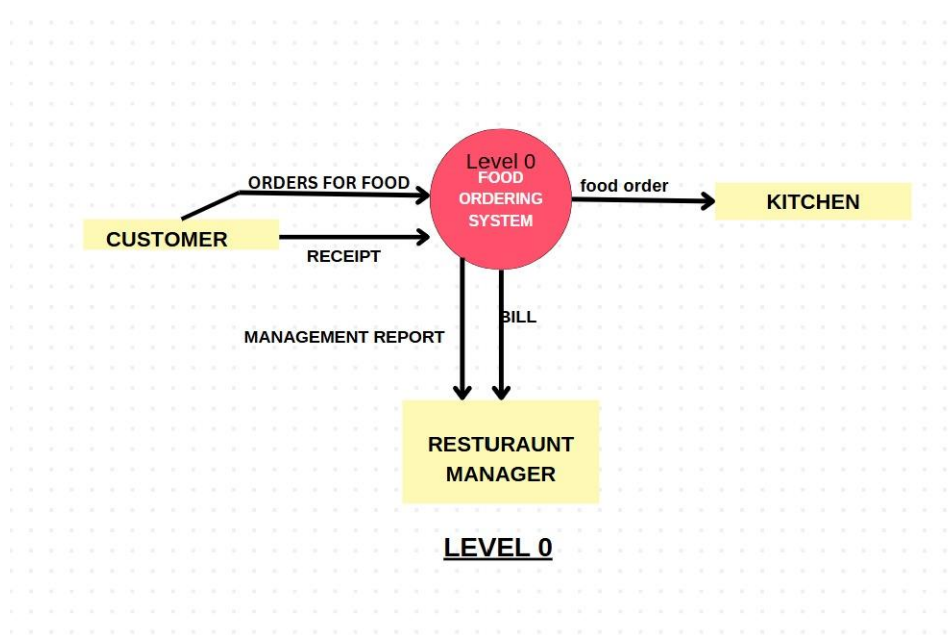 Level 0
FOOD
ORDERING
SYSTEM
ORDERS FOR FOOD
food order
CUSTOMER
KITCHEN
RECEIPT
BILL
MANAGEMENT REPORT
RESTURAUNT
MANAGER
LEVEL 0